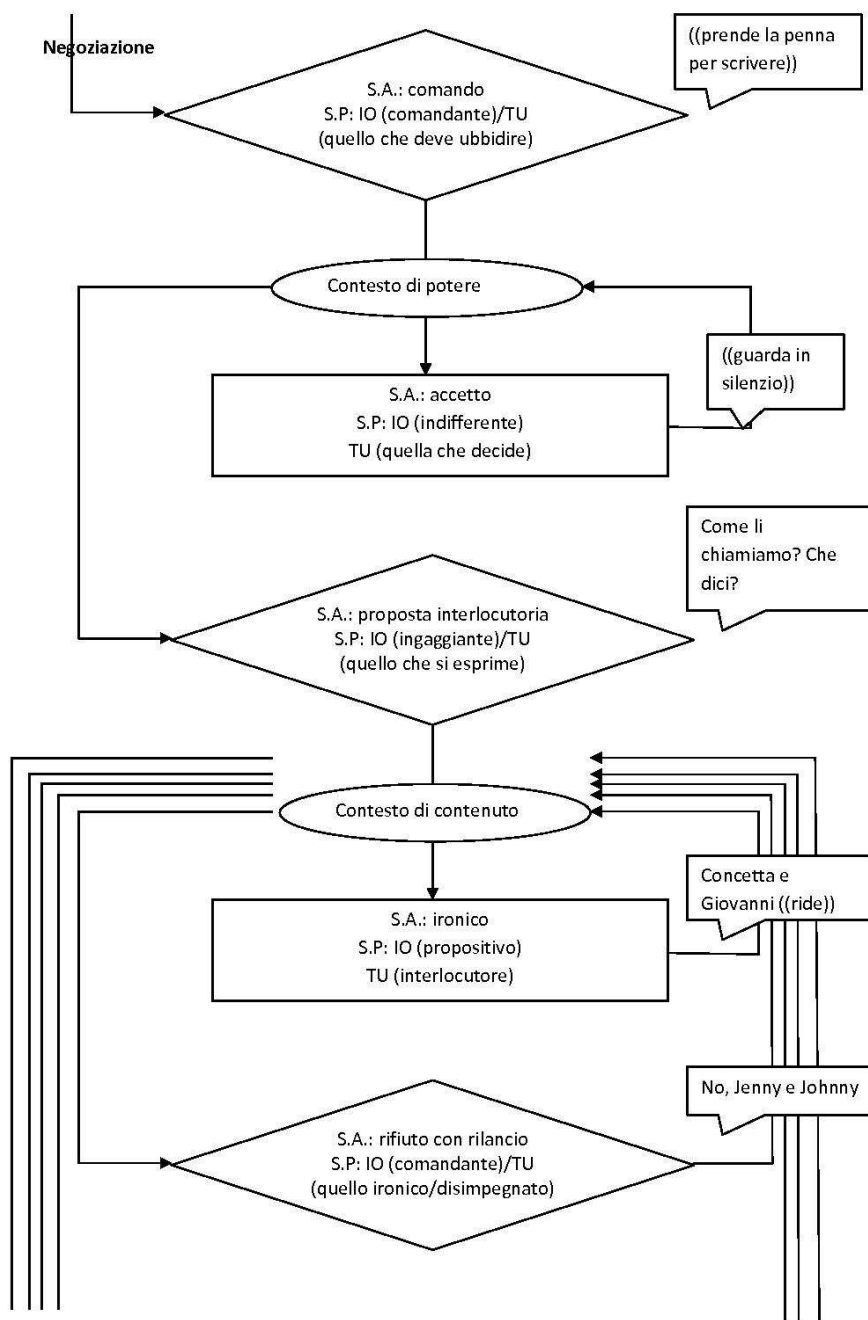 Negoziazione
S.A.: comando
S.P: IO (comandante)/TU
(quello che deve ubbidire)
((prende la penna
per scrivere))
Contesto di potere
((guarda in
silenzio))
S.A.: accetto
S.P: IO (indifferente)
TU (quella che decide)
Come li
chiamiamo? Che
dici?
S.A.: proposta interlocutoria
S.P: IO (ingaggiante)/TU
(quello che si esprime)
Contesto di contenuto
Concetta e
Giovanni ((ride))
S.A.: ironico
S.P: IO (propositivo)
TU (interlocutore)
No, Jenny e Johnny
S.A.: rifiuto con rilancio
S.P: IO (comandante)/TU
(quello ironico/disimpegnato)